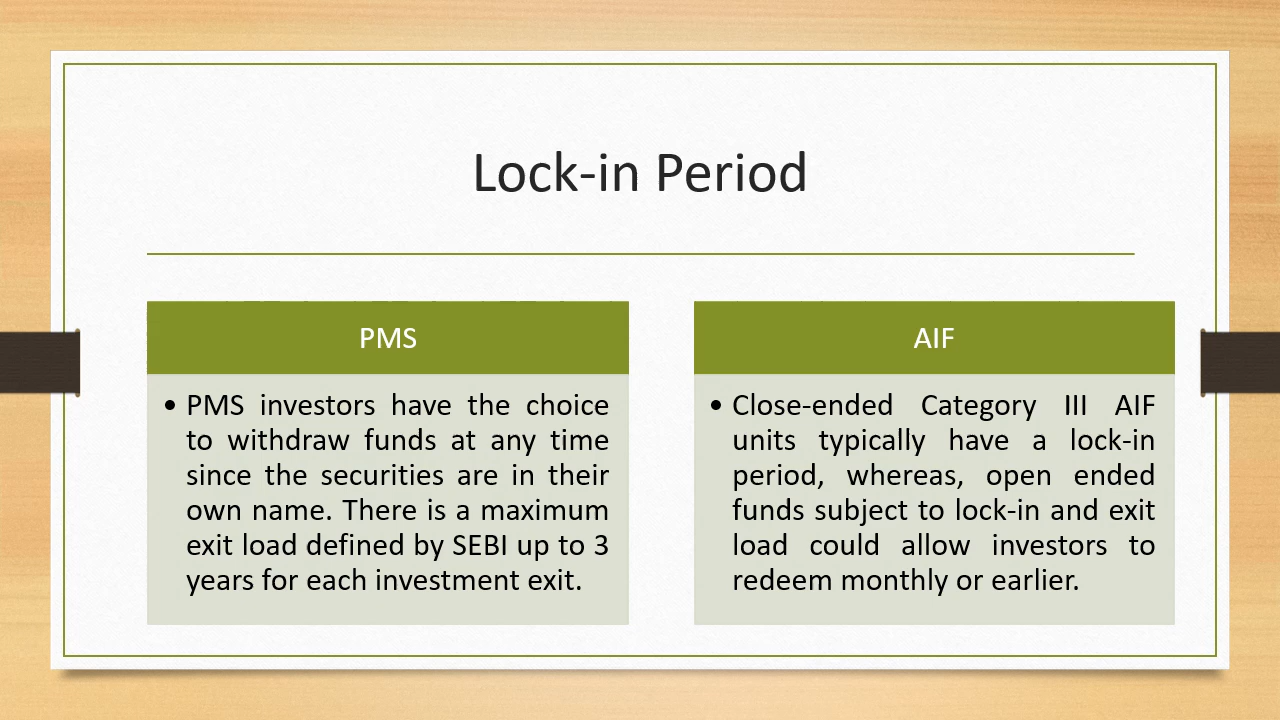 Lock-in Period
PMS
• PMS investors have the choice
to withdraw funds at any time
since the securities are in their
own name. There is a maximum
exit load defined by SEBI up to 3
years for each investment exit.
AIF
• Close-ended Category III AIF
units typically have a lock-in
period, whereas, open ended
funds subject to lock-in and exit
load could allow investors to
redeem monthly or earlier.